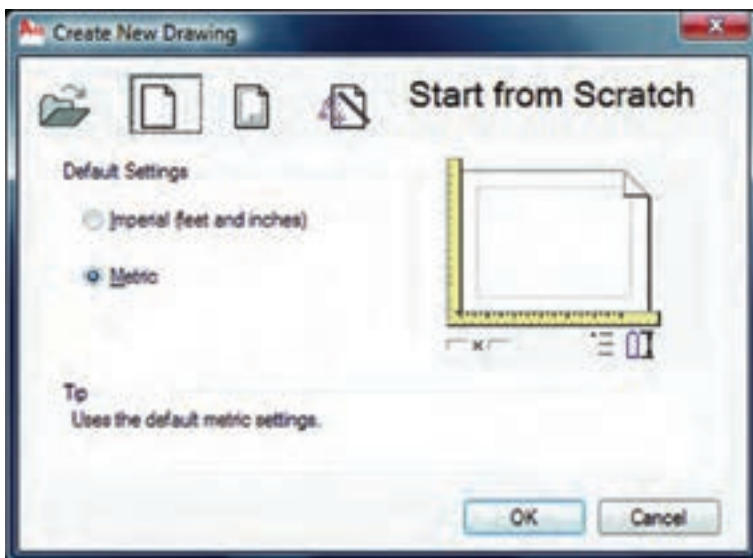 Create New Drawing
Start from Scratch
Default Settings
Imperial (feet and inches)
Metric
Tip
Uses the default metric settings.
OK
Cancel